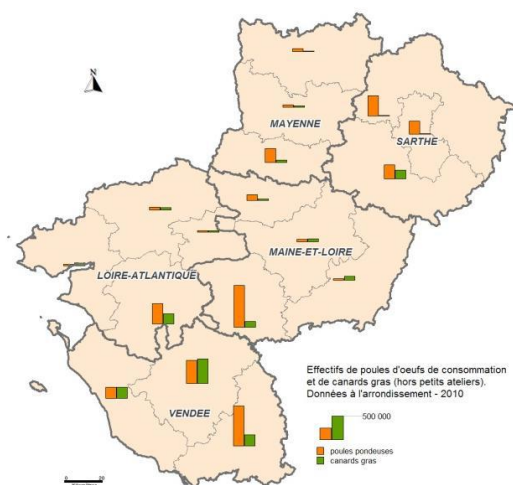 N
MAYENNE
SARTHE
LOIRE-ATLANTIQUE
MAINE-ET-LOIRE
VENDEE
Effectifs de poules d'oeufs de consommation
et de canards gras (hors petits ateliers).
Données à l'arrondissement - 2010
500 000
poules pondeuses
canards gras